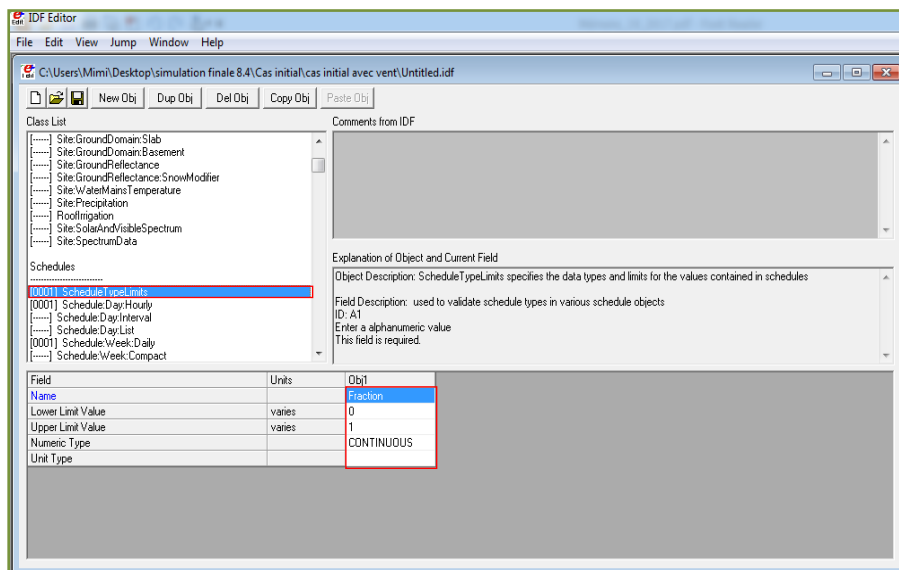 IDF Editor
File Edit View Jump Window Help
C:\Users\Mimi\Desktop\simulation finale 8.4\Cas initial\cas initial avec vent\Untitled.idf
New Obj Dup Obj Del Obj Copy Obj Paste Obj
Class List
Comments from IDF
[------] Site:GroundDomain:Slab
[------] Site:GroundDomain:Basement
[------] Site:GroundReflectance
[------] Site:GroundReflectance:SnowModifier
[------] Site:WaterMainsTemperature
[------] Site:Precipitation
[------] RoofIrrigation
[------] Site:SolarAndVisibleSpectrum
[------] Site:SpectrumData
Schedules
-------------------------
[0001] ScheduleTypeLimits
[0001] Schedule:Day:Hourly
[------] Schedule:Day:Interval
[------] Schedule:Day:List
[0001] Schedule:Week:Daily
[------] Schedule:Week:Compact
Explanation of Object and Current Field
Object Description: ScheduleTypeLimits specifies the data types and limits for the values contained in schedules
Field Description: used to validate schedule types in various schedule objects
ID: A1
Enter a alphanumeric value
This field is required.
Field Units Obj1
Name Fraction
Lower Limit Value varies 0
Upper Limit Value varies 1
Numeric Type CONTINUOUS
Unit Type